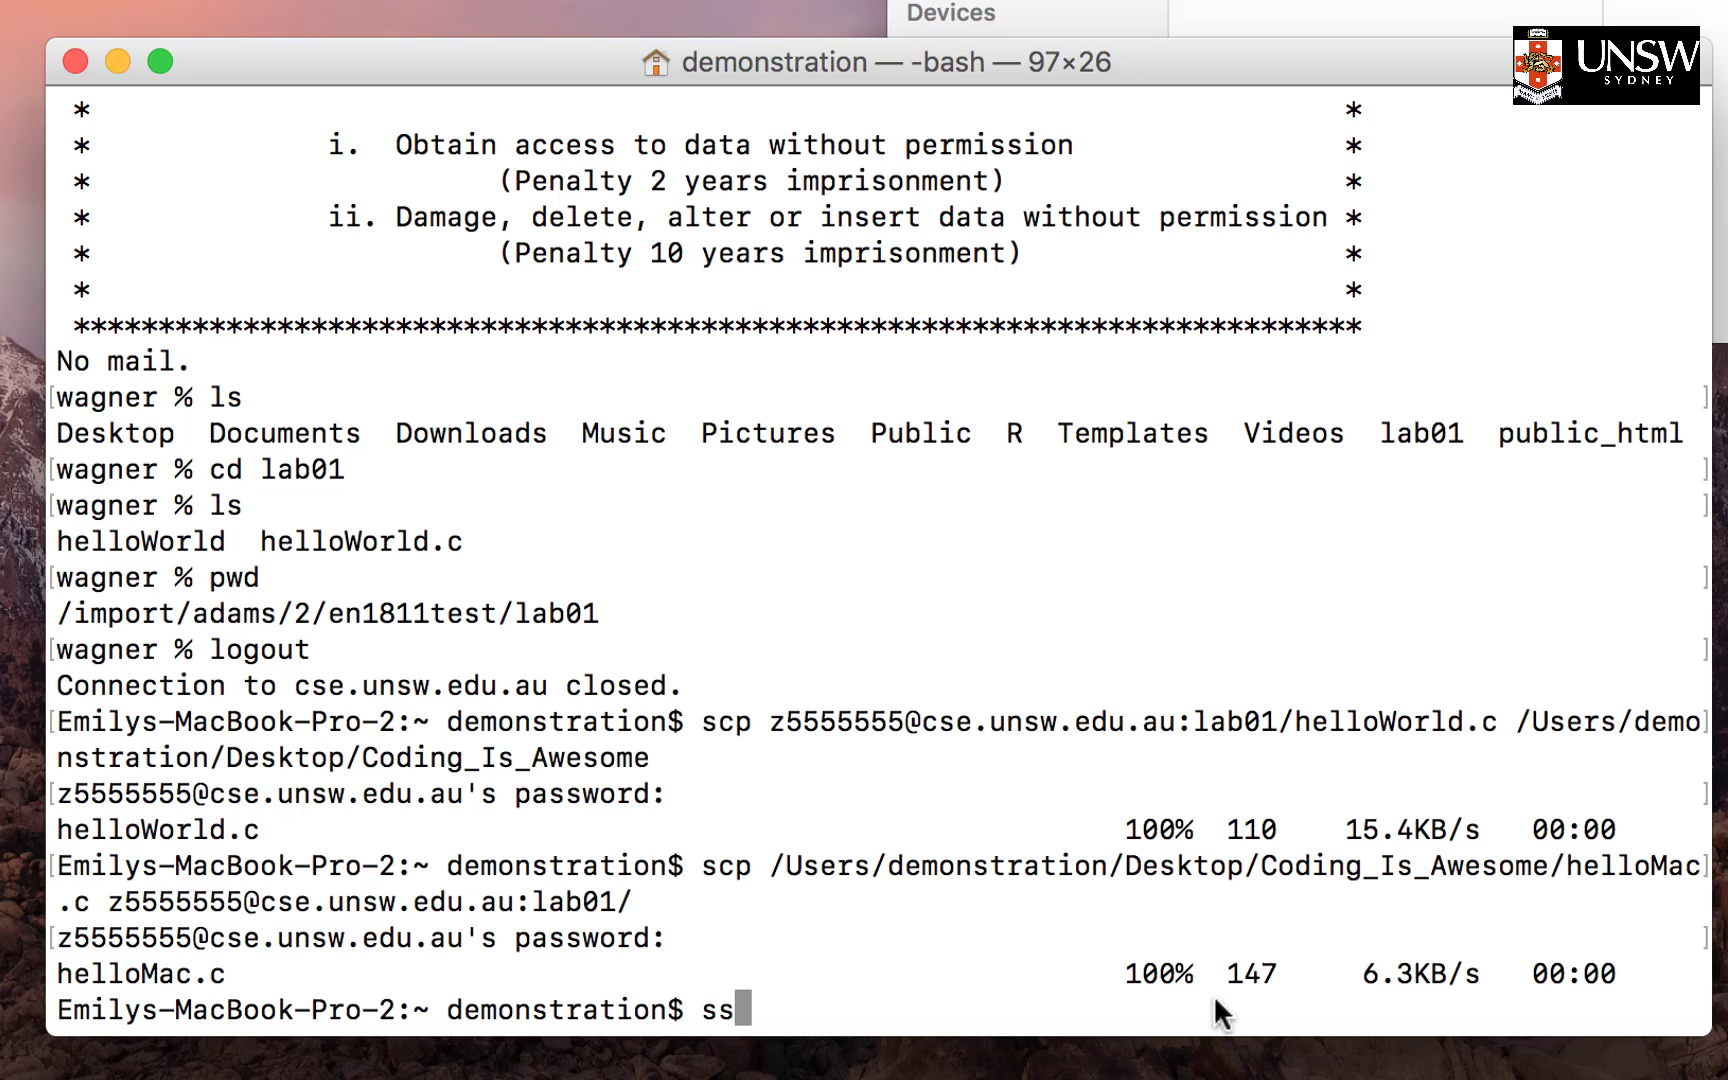 Devices
demonstration — -bash — 97×26
UNSW
SYDNEY
* *
* i. Obtain access to data without permission *
* (Penalty 2 years imprisonment) *
* ii. Damage, delete, alter or insert data without permission *
* (Penalty 10 years imprisonment) *
* *
****************************************************************************
No mail.
[wagner % ls ]
Desktop Documents Downloads Music Pictures Public R Templates Videos lab01 public_html
[wagner % cd lab01 ]
[wagner % ls ]
helloWorld helloWorld.c
[wagner % pwd ]
/import/adams/2/en1811test/lab01
[wagner % logout ]
Connection to cse.unsw.edu.au closed.
[Emilys-MacBook-Pro-2:~ demonstration$ scp z5555555@cse.unsw.edu.au:lab01/helloWorld.c /Users/demo]
nstration/Desktop/Coding_Is_Awesome
[z5555555@cse.unsw.edu.au's password: ]
helloWorld.c 100% 110 15.4KB/s 00:00
[Emilys-MacBook-Pro-2:~ demonstration$ scp /Users/demonstration/Desktop/Coding_Is_Awesome/helloMac]
.c z5555555@cse.unsw.edu.au:lab01/
[z5555555@cse.unsw.edu.au's password: ]
helloMac.c 100% 147 6.3KB/s 00:00
Emilys-MacBook-Pro-2:~ demonstration$ ss